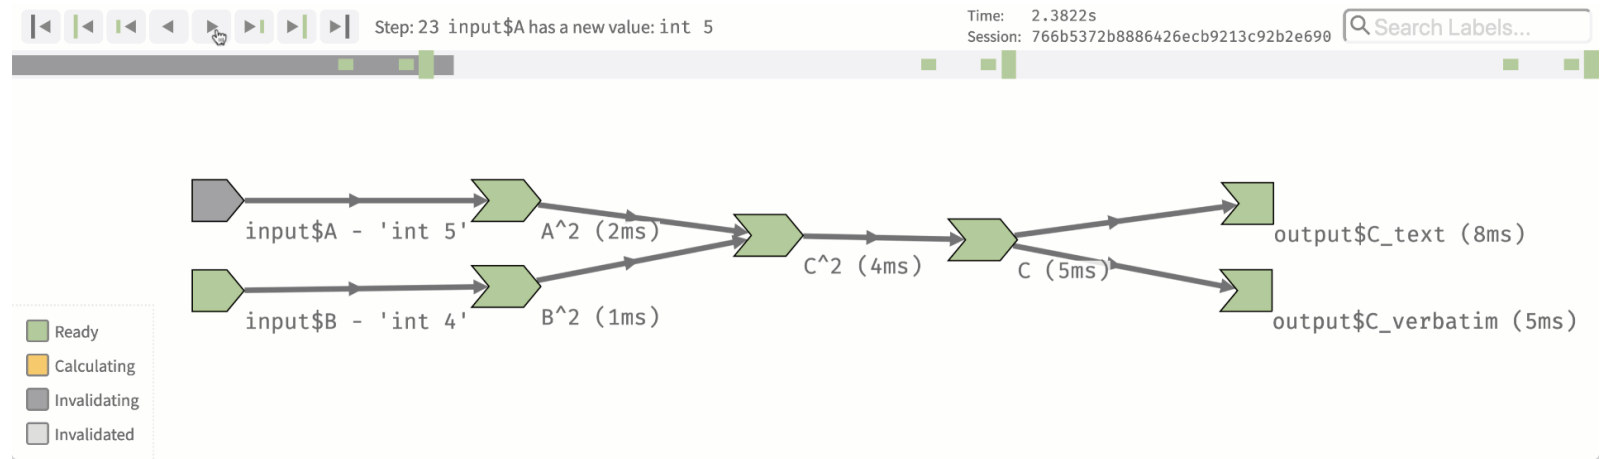 Step: 23 input$A has a new value: int 5
Time: 2.3822s
Session: 766b5372b8886426ecb9213c92b2e690
Search Labels...
input$A - 'int 5'
A^2 (2ms)
input$B - 'int 4'
B^2 (1ms)
C^2 (4ms)
C (5ms)
output$C_text (8ms)
output$C_verbatim (5ms)
Ready
Calculating
Invalidating
Invalidated